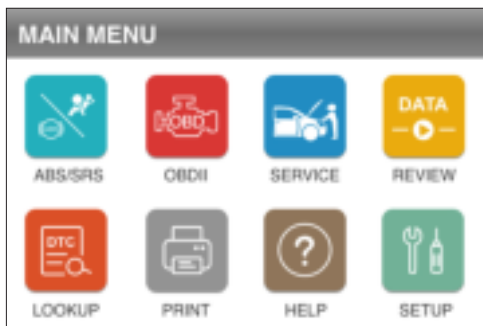 MAIN MENU
DATA
OBD
ABS/SRS OBDII SERVICE REVIEW
DTC
LOOKUP PRINT HELP SETUP